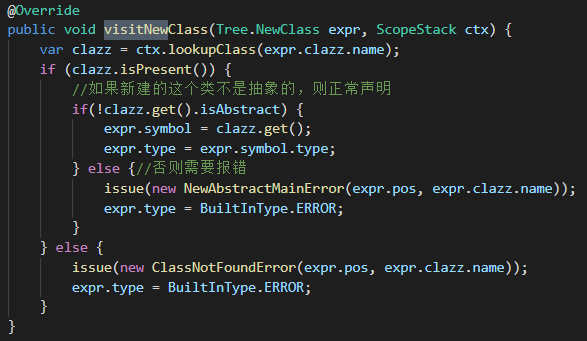 @Override
public void visitNewClass(Tree.NewClass expr, ScopeStack ctx) {
    var clazz = ctx.lookupClass(expr.clazz.name);
    if (clazz.isPresent()) {
        //如果新建的这个类不是抽象的，则正常声明
        if(!clazz.get().isAbstract) {
            expr.symbol = clazz.get();
            expr.type = expr.symbol.type;
        } else {//否则需要报错
            issue(new NewAbstractMainError(expr.pos, expr.clazz.name));
            expr.type = BuiltInType.ERROR;
        }
    } else {
        issue(new ClassNotFoundError(expr.pos, expr.clazz.name));
        expr.type = BuiltInType.ERROR;
    }
}